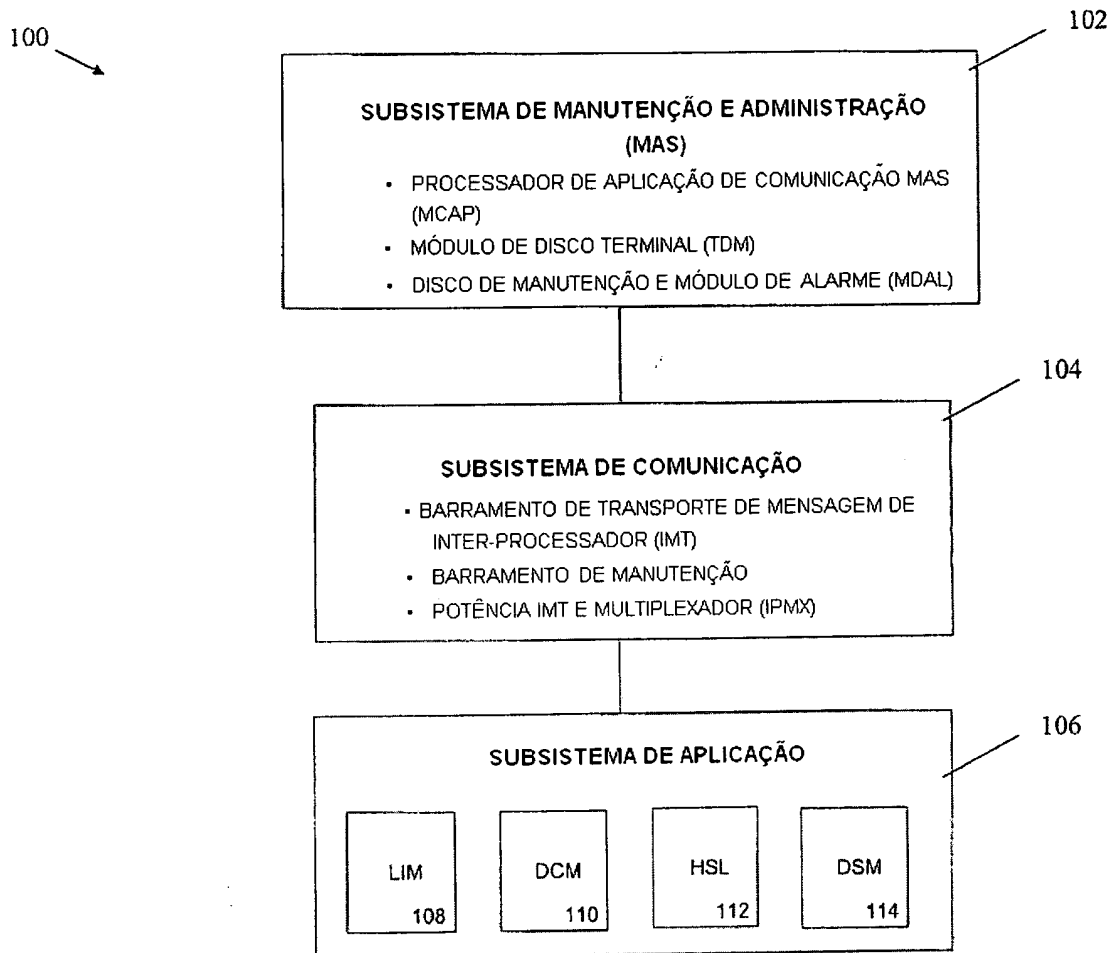 100
102
SUBSISTEMA DE MANUTENÇÃO E ADMINISTRAÇÃO
(MAS)
• PROCESSADOR DE APLICAÇÃO DE COMUNICAÇÃO MAS
(MCAP)
• MÓDULO DE DISCO TERMINAL (TDM)
• DISCO DE MANUTENÇÃO E MÓDULO DE ALARME (MDAL)
104
SUBSISTEMA DE COMUNICAÇÃO
• BARRAMENTO DE TRANSPORTE DE MENSAGEM DE
INTER-PROCESSADOR (IMT)
• BARRAMENTO DE MANUTENÇÃO
• POTÊNCIA IMT E MULTIPLEXADOR (IPMX)
106
SUBSISTEMA DE APLICAÇÃO
LIM
108
DCM
110
HSL
112
DSM
114